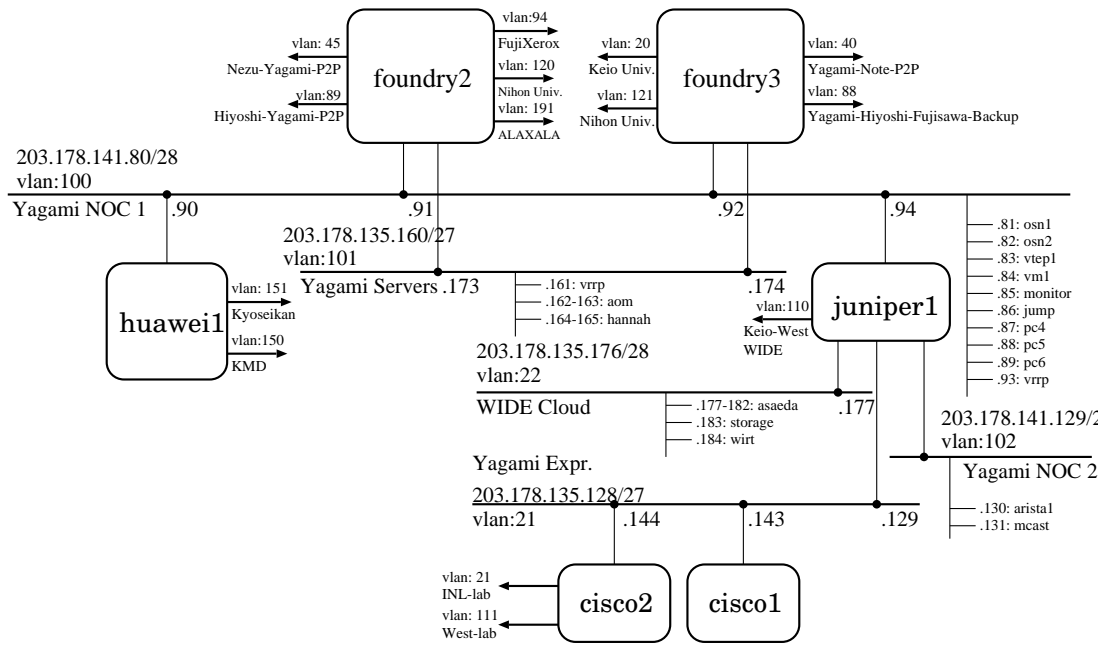 vlan: 45
Nezu-Yagami-P2P
vlan:89
Hiyoshi-Yagami-P2P
foundry2
vlan:94
FujiXerox
vlan: 120
Nihon Univ.
vlan: 191
ALAXALA
vlan: 20
Keio Univ.
vlan: 121
Nihon Univ.
foundry3
vlan: 40
Yagami-Note-P2P
vlan: 88
Yagami-Hiyoshi-Fujisawa-Backup
203.178.141.80/28
vlan:100
Yagami NOC 1
.90
.91
.92
.94
.81: osn1
.82: osn2
.83: vtep1
.84: vm1
.85: monitor
.86: jump
.87: pc4
.88: pc5
.89: pc6
.93: vrrp
203.178.135.160/27
vlan:101
Yagami Servers
.173
.174
.161: vrrp
.162-163: aom
.164-165: hannah
huawei1
vlan: 151
Kyoseikan
vlan:150
KMD
vlan:110
Keio-West
WIDE
juniper1
203.178.135.176/28
vlan:22
WIDE Cloud
.177
.177-182: asaeda
.183: storage
.184: wirt
203.178.141.129/2
vlan:102
Yagami NOC 2
.130: arista1
.131: mcast
Yagami Expr.
203.178.135.128/27
vlan:21
.144
.143
.129
vlan: 21
INL-lab
vlan: 111
West-lab
cisco2
cisco1